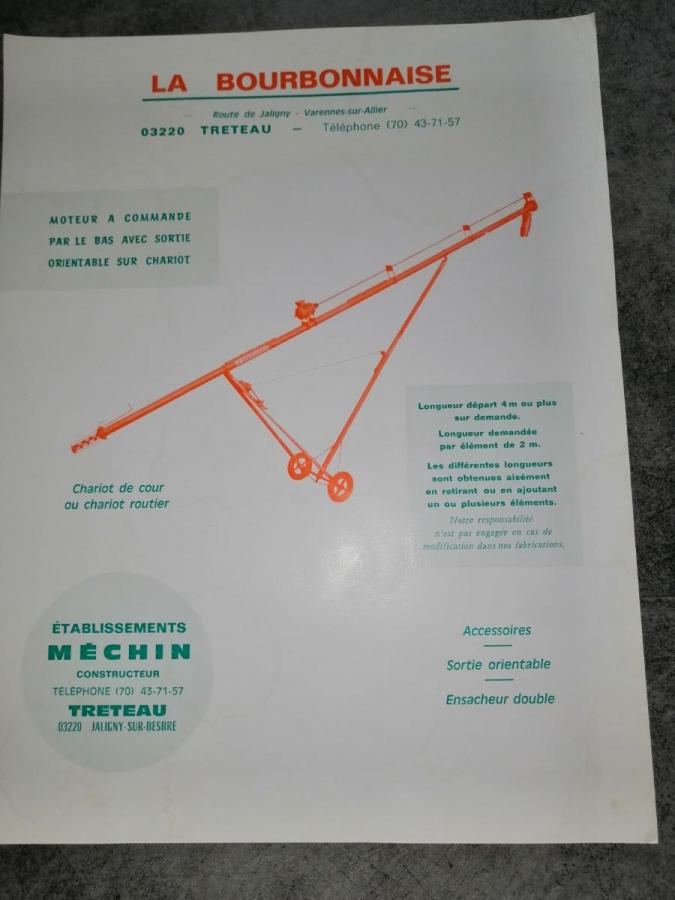 LA BOURBONNAISE
Route de Jaligny - Varennes-sur-Allier
03220 TRETEAU — Téléphone (70) 43-71-57
MOTEUR A COMMANDE
PAR LE BAS AVEC SORTIE
ORIENTABLE SUR CHARIOT
Longueur départ 4 m ou plus
sur demande.
Longueur demandée
par élément de 2 m.
Les différentes longueurs
sont obtenues aisément
en retirant ou en ajoutant
un ou plusieurs éléments.
Notre responsabilité
n'est pas engagée en cas de
modification dans nos fabrications.
Chariot de cour
ou chariot routier
ÉTABLISSEMENTS
MÉCHIN
CONSTRUCTEUR
TÉLÉPHONE (70) 43-71-57
TRETEAU
03220 JALIGNY-SUR-BESBRE
Accessoires
Sortie orientable
Ensacheur double